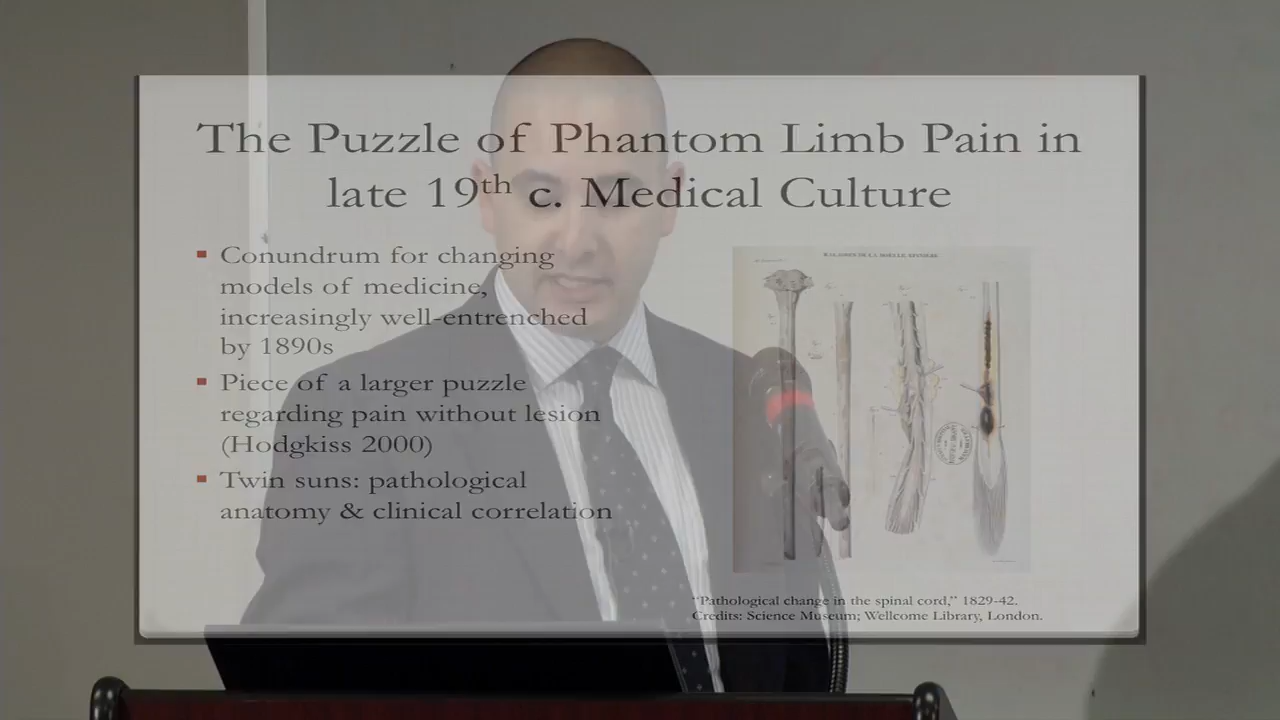 The Puzzle of Phantom Limb Pain in
late 19th c. Medical Culture
Conundrum for changing
models of medicine,
increasingly well-entrenched
by 1890s
Piece of a larger puzzle
regarding pain without lesion
(Hodgkiss 2000)
Twin suns: pathological
anatomy & clinical correlation
"Pathological change in the spinal cord," 1829-42.
Credits: Science Museum; Wellcome Library, London.